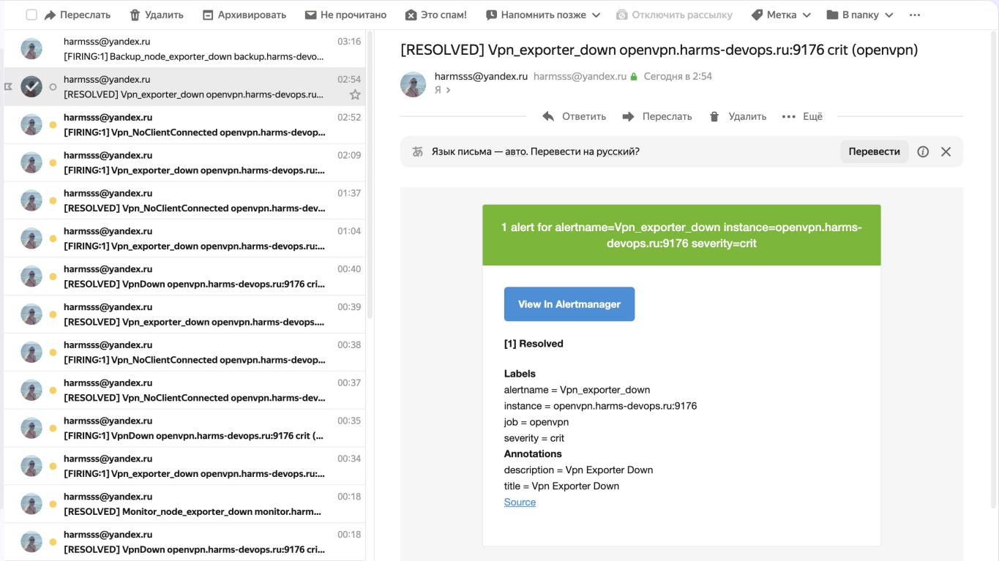 Переслать
Удалить
Архивировать
Не прочитано
Это спам!
Напомнить позже
Отключить рассылку
Метка
В папку
harmsss@yandex.ru 03:16
[FIRING:1] Backup_node_exporter_down backup.harms-devo...
harmsss@yandex.ru 02:54
[RESOLVED] Vpn_exporter_down openvpn.harms-devops.ru...
harmsss@yandex.ru 02:52
[FIRING:1] Vpn_NoClientConnected openvpn.harms-devop...
harmsss@yandex.ru 02:09
[FIRING:1] Vpn_exporter_down openvpn.harms-devops.ru:...
harmsss@yandex.ru 01:37
[RESOLVED] Vpn_NoClientConnected openvpn.harms-dev...
harmsss@yandex.ru 01:04
[FIRING:1] Vpn_exporter_down openvpn.harms-devops.ru:...
harmsss@yandex.ru 00:40
[RESOLVED] VpnDown openvpn.harms-devops.ru:9176 cri...
harmsss@yandex.ru 00:39
[RESOLVED] Vpn_exporter_down openvpn.harms-devops....
harmsss@yandex.ru 00:38
[FIRING:1] Vpn_NoClientConnected openvpn.harms-devop...
harmsss@yandex.ru 00:37
[RESOLVED] Vpn_NoClientConnected openvpn.harms-dev...
harmsss@yandex.ru 00:35
[FIRING:1] VpnDown openvpn.harms-devops.ru:9176 crit (...
harmsss@yandex.ru 00:34
[FIRING:1] Vpn_exporter_down openvpn.harms-devops.ru:...
harmsss@yandex.ru 00:18
[RESOLVED] Monitor_node_exporter_down monitor.harm...
harmsss@yandex.ru 00:18
[RESOLVED] VpnDown openvpn.harms-devops.ru:9176 cri...
[RESOLVED] Vpn_exporter_down openvpn.harms-devops.ru:9176 crit (openvpn)
harmsss@yandex.ru harmsss@yandex.ru Сегодня в 2:54
Я
Ответить
Переслать
Удалить
Ещё
Язык письма — авто. Перевести на русский?
Перевести
1 alert for alertname=Vpn_exporter_down instance=openvpn.harms-
devops.ru:9176 severity=crit
View In Alertmanager
[1] Resolved
Labels
alertname = Vpn_exporter_down
instance = openvpn.harms-devops.ru:9176
job = openvpn
severity = crit
Annotations
description = Vpn Exporter Down
title = Vpn Exporter Down
Source